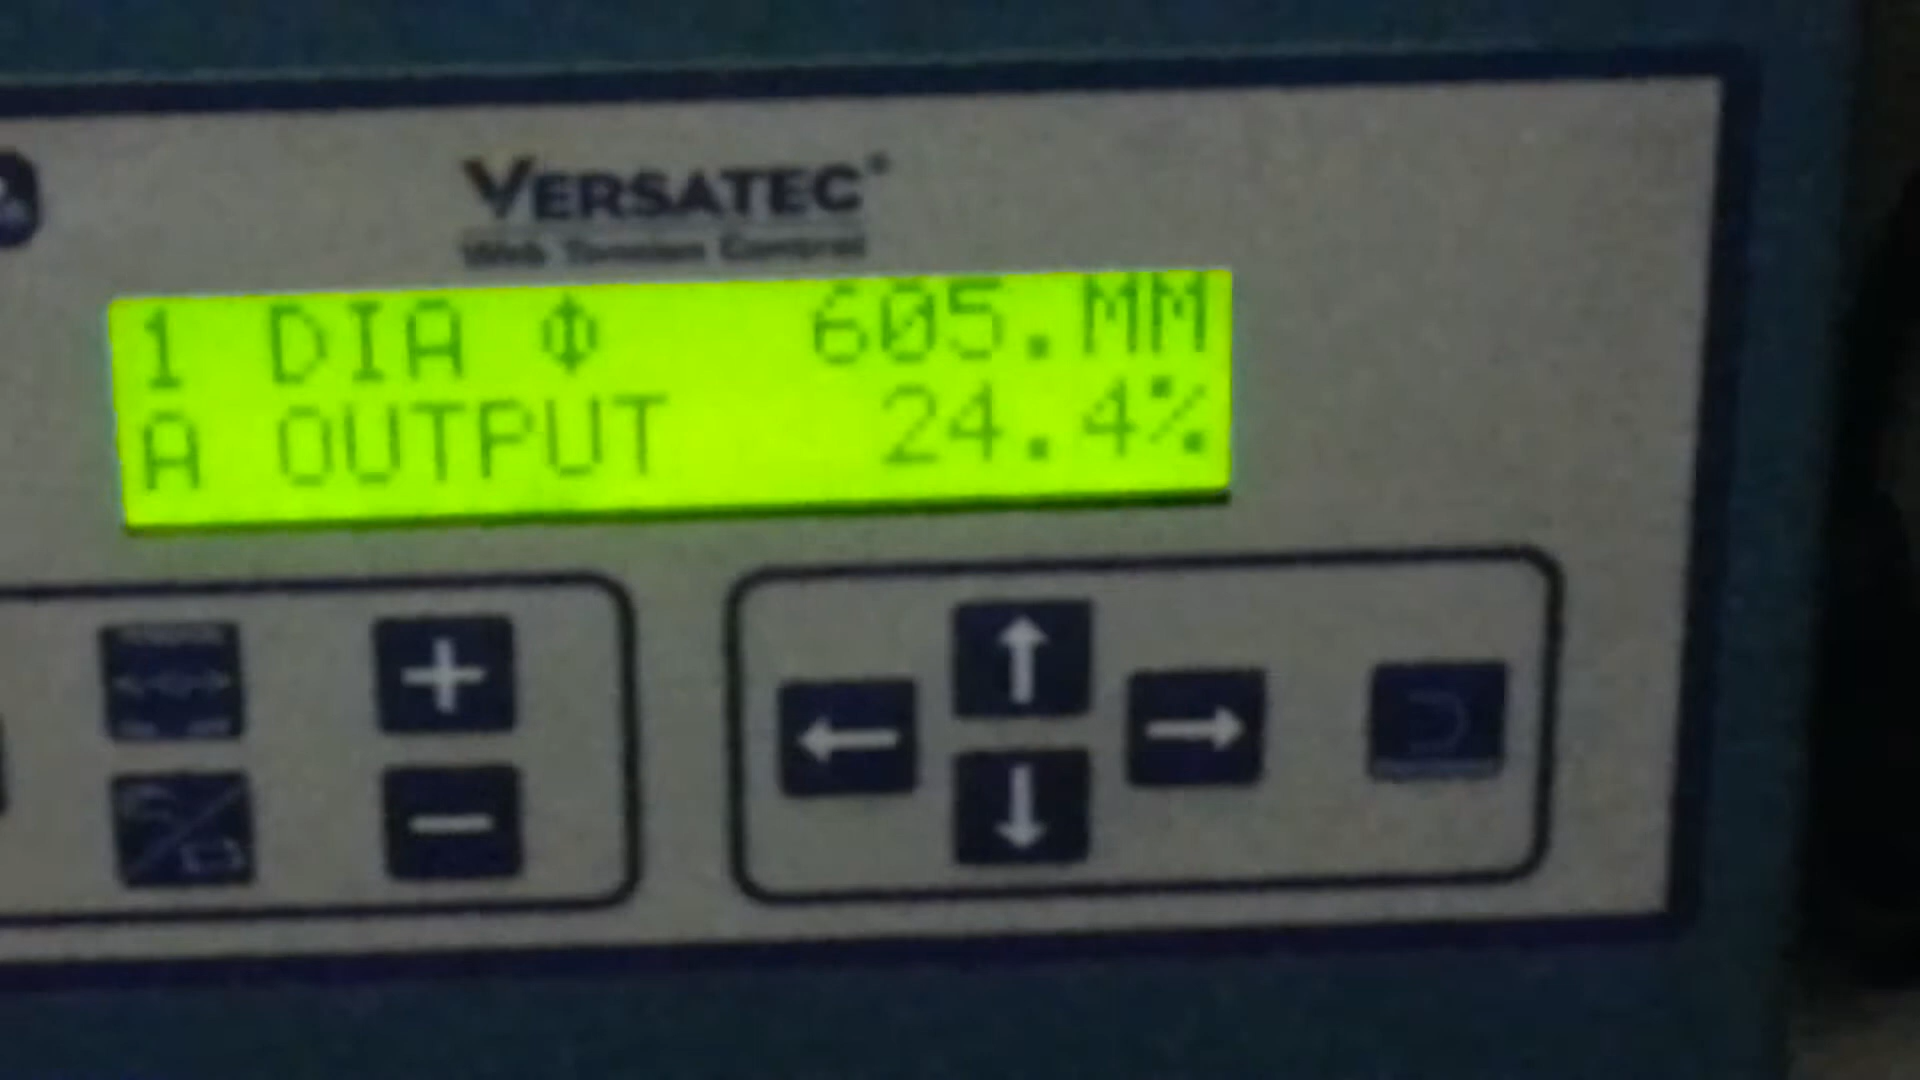 VERSATEC®
Web Tension Control
1 DIA Φ 605.MM
A OUTPUT 24.4%